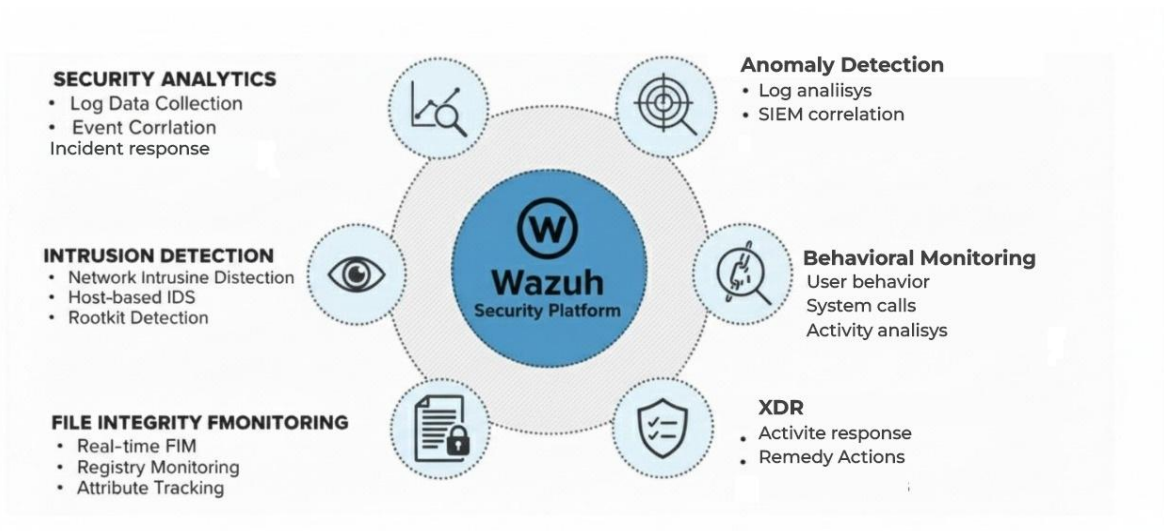 SECURITY ANALYTICS
• Log Data Collection
• Event Corrlation
Incident response
INTRUSION DETECTION
• Network Intrusine Distection
• Host-based IDS
• Rootkit Detection
FILE INTEGRITY FMONITORING
• Real-time FIM
• Registry Monitoring
• Attribute Tracking
W
Wazuh
Security Platform
Anomaly Detection
• Log analiisys
• SIEM correlation
Behavioral Monitoring
User behavior
System calls
Activity analisys
XDR
• Activite response
• Remedy Actions